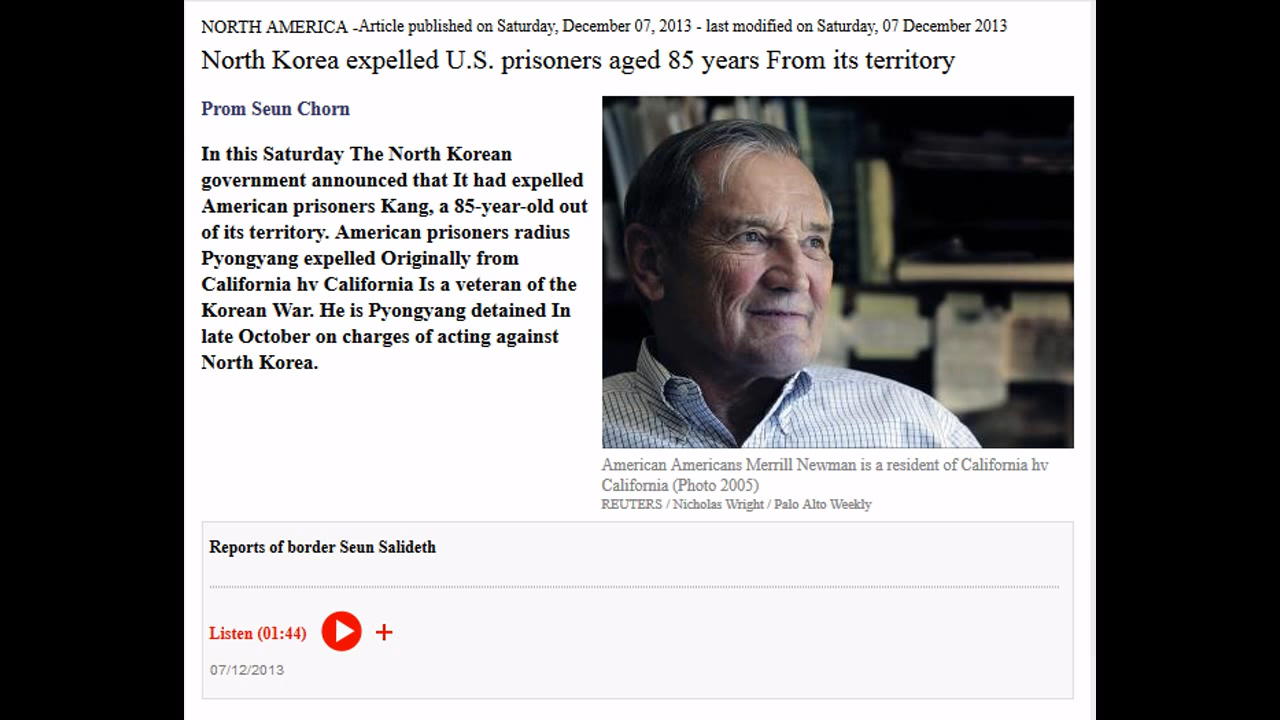 NORTH AMERICA -Article published on Saturday, December 07, 2013 - last modified on Saturday, 07 December 2013
North Korea expelled U.S. prisoners aged 85 years From its territory
Prom Seun Chorn
In this Saturday The North Korean
government announced that It had expelled
American prisoners Kang, a 85-year-old out
of its territory. American prisoners radius
Pyongyang expelled Originally from
California hv California Is a veteran of the
Korean War. He is Pyongyang detained In
late October on charges of acting against
North Korea.
American Americans Merrill Newman is a resident of California hv
California (Photo 2005)
REUTERS / Nicholas Wright / Palo Alto Weekly
Reports of border Seun Salideth
Listen (01:44)
07/12/2013